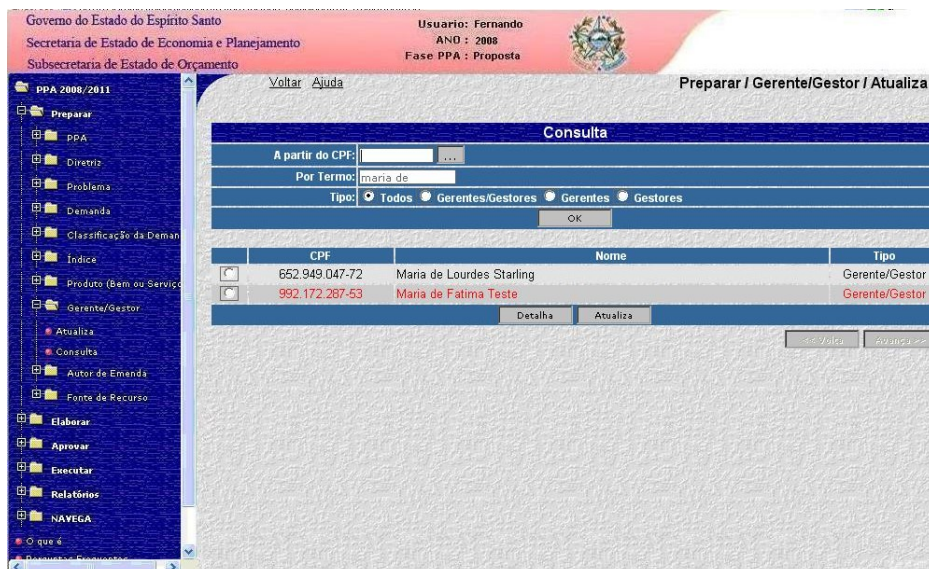 Governo do Estado do Espírito Santo
Secretaria de Estado de Economia e Planejamento
Subsecretaria de Estado de Orçamento
Usuario: Fernando
ANO : 2008
Fase PPA : Proposta
PPA 2008/2011
Preparar
PPA
Diretriz
Problema
Demanda
Classificação da Deman
Índice
Produto (Bem ou Serviço
Gerente/Gestor
Atualiza
Consulta
Autor de Emenda
Fonte de Recurso
Elaborar
Aprovar
Executar
Relatórios
NAVEGA
O que é
Perguntas Frequentes
Voltar Ajuda
Preparar / Gerente/Gestor / Atualiza
Consulta
A partir do CPF: ...
Por Termo: maria de
Tipo: Todos Gerentes/Gestores Gerentes Gestores
OK
CPF Nome Tipo
652.949.047-72 Maria de Lourdes Starling Gerente/Gestor
992.172.287-53 Maria de Fatima Teste Gerente/Gestor
Detalha Atualiza
<< Volta Avança >>